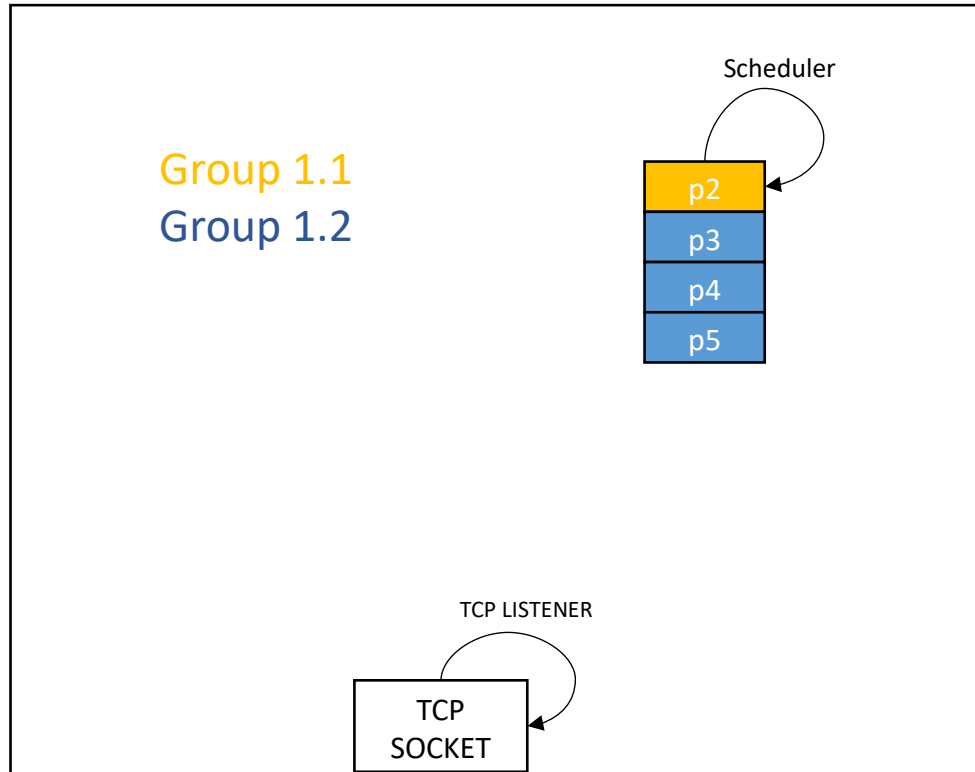 Scheduler
Group 1.1
Group 1.2
p2
p3
p4
p5
TCP LISTENER
TCP
SOCKET